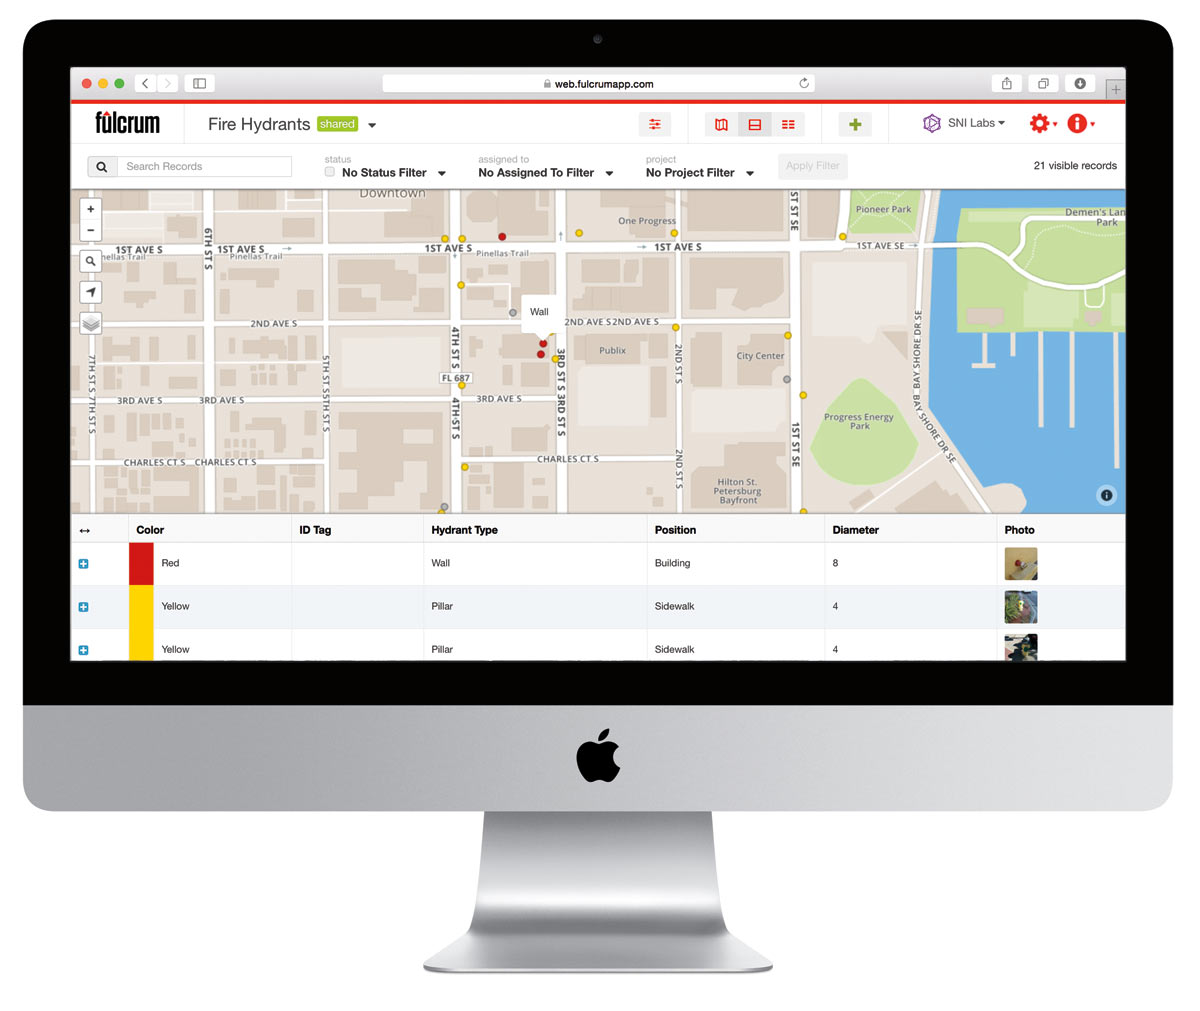 web.fulcrumapp.com
fulcrum
Fire Hydrants shared
SNI Labs
Search Records
status
No Status Filter
assigned to
No Assigned To Filter
project
No Project Filter
Apply Filter
21 visible records
Downtown
One Progress
Pioneer Park
Demen's Lan
Park
1ST ST SE
6TH ST S
1ST AVE S
1ST AVE S
1ST AVE S
1ST AVE S
1ST AVE SE
nellas Trail
Pinellas Trail
Pinellas Trail
Wall
2ND AVE S
2ND AVE S 2ND AVE S
4TH ST S
Publix
City Center
2ND ST S
BAY SHORE DR SE
7TH ST S 7TH ST S
5TH ST S 5TH ST S
FL 687
3RD ST S 3RD ST S
3RD AVE S
3RD AVE S
3RD AVE S
4TH ST S
1ST ST SE
Progress Energy
Park
BAY SHORE DR SE
CHARLES CT S CHARLES CT S
CHARLES CT S
2ND ST S
Hilton St.
Petersburg
Bayfront
Color ID Tag Hydrant Type Position Diameter Photo
Red Wall Building 8
Yellow Pillar Sidewalk 4
Yellow Pillar Sidewalk 4